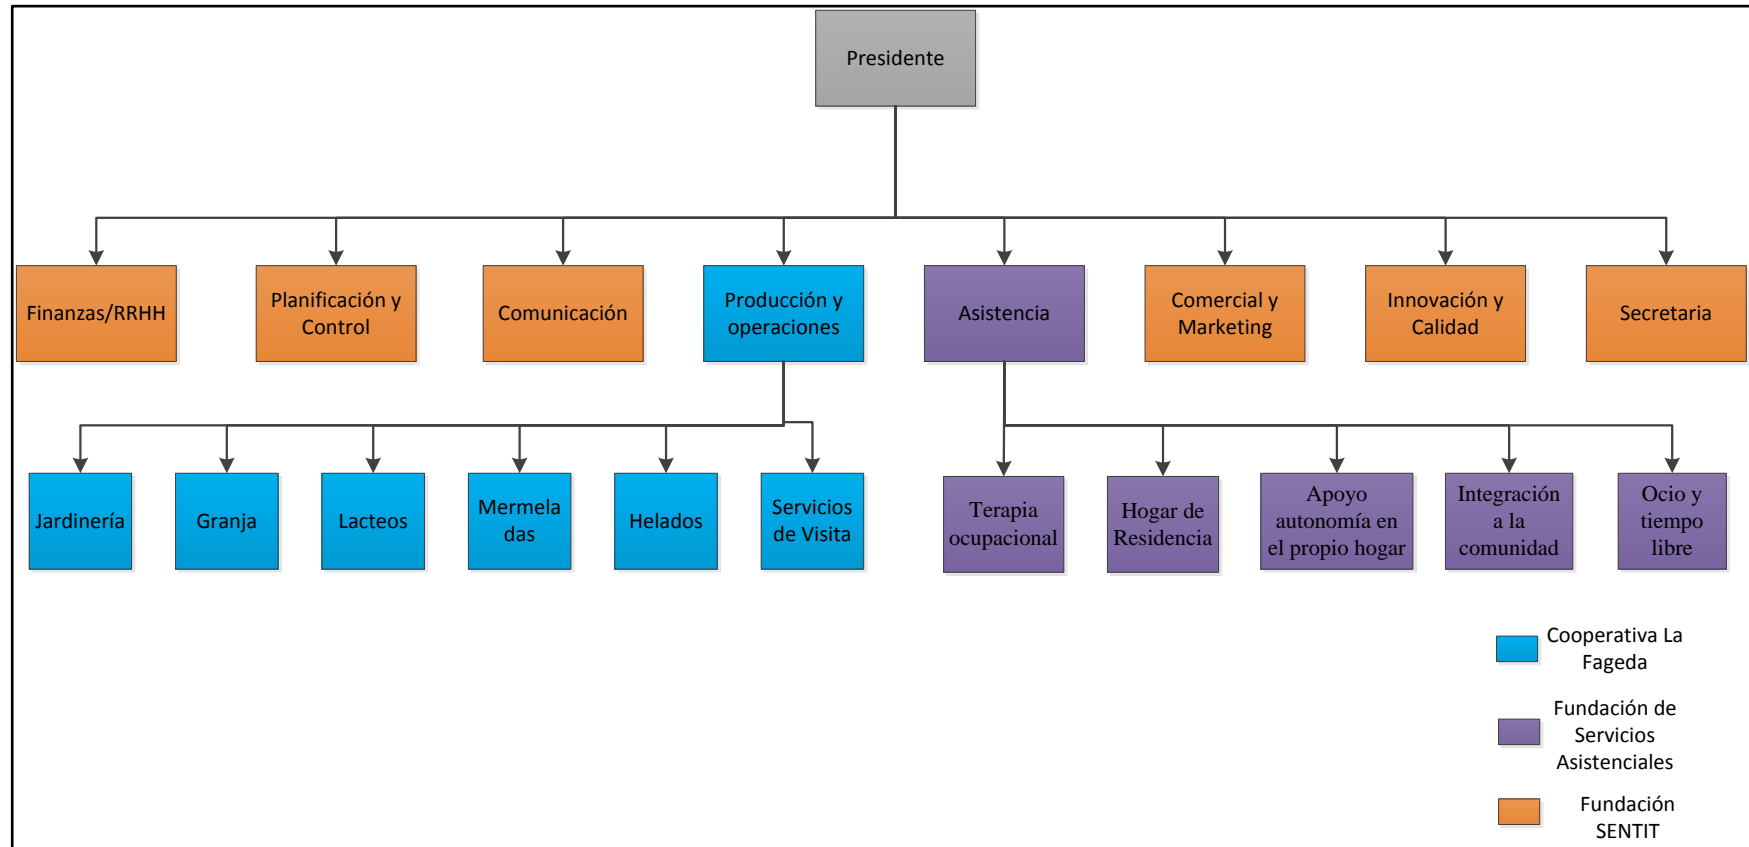 Presidente
Finanzas/RRHH
Planificación y
Control
Comunicación
Producción y
operaciones
Asistencia
Comercial y
Marketing
Innovación y
Calidad
Secretaria
Jardinería
Granja
Lacteos
Mermela
das
Helados
Servicios
de Visita
Terapia
ocupacional
Hogar de
Residencia
Apoyo
autonomía en
el propio hogar
Integración
a la
comunidad
Ocio y
tiempo
libre
Cooperativa La
Fageda
Fundación de
Servicios
Asistenciales
Fundación
SENTIT